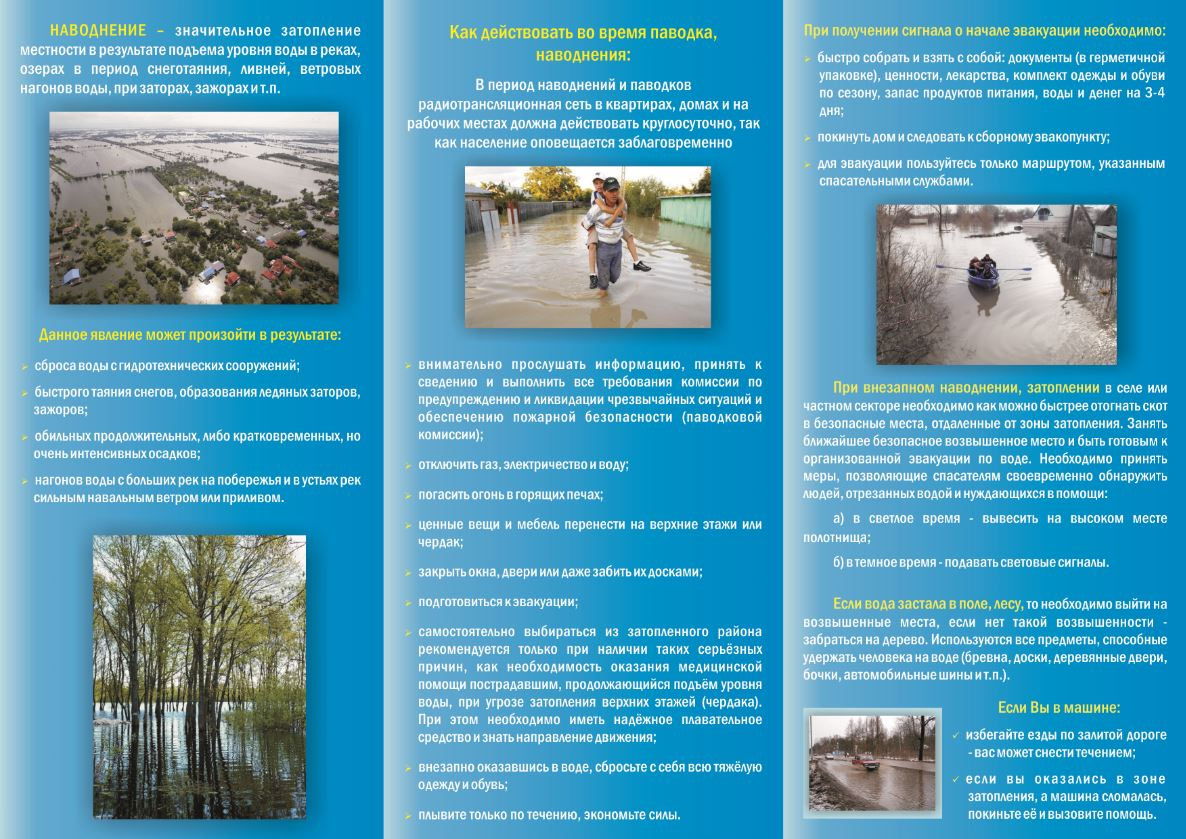 НАВОДНЕНИЕ – значительное затопление
местности в результате подъема уровня воды в реках,
озерах в период снеготаяния, ливней, ветровых
нагонов воды, при заторах, зажорах и т.п.
Данное явление может произойти в результате:
сброса воды с гидротехнических сооружений;
быстрого таяния снегов, образования ледяных заторов,
зажоров;
обильных продолжительных, либо кратковременных, но
очень интенсивных осадков;
нагонов воды с больших рек на побережья и в устьях рек
сильным навальным ветром или приливом.
Как действовать во время паводка,
наводнения:
В период наводнений и паводков
радиотрансляционная сеть в квартирах, домах и на
рабочих местах должна действовать круглосуточно, так
как население оповещается заблаговременно
внимательно прослушать информацию, принять к
сведению и выполнить все требования комиссии по
предупреждению и ликвидации чрезвычайных ситуаций и
обеспечению пожарной безопасности (паводковой
комиссии);
отключить газ, электричество и воду;
погасить огонь в горящих печах;
ценные вещи и мебель перенести на верхние этажи или
чердак;
закрыть окна, двери или даже забить их досками;
подготовиться к эвакуации;
самостоятельно выбираться из затопленного района
рекомендуется только при наличии таких серьёзных
причин, как необходимость оказания медицинской
помощи пострадавшим, продолжающийся подъём уровня
воды, при угрозе затопления верхних этажей (чердака).
При этом необходимо иметь надёжное плавательное
средство и знать направление движения;
внезапно оказавшись в воде, сбросьте с себя всю тяжёлую
одежду и обувь;
плывите только по течению, экономьте силы.
При получении сигнала о начале эвакуации необходимо:
быстро собрать и взять с собой: документы (в герметичной
упаковке), ценности, лекарства, комплект одежды и обуви
по сезону, запас продуктов питания, воды и денег на 3-4
дня;
покинуть дом и следовать к сборному эвакопункту;
для эвакуации пользуйтесь только маршрутом, указанным
спасательными службами.
При внезапном наводнении, затоплении в селе или
частном секторе необходимо как можно быстрее отогнать скот
в безопасные места, отдаленные от зоны затопления. Занять
ближайшее безопасное возвышенное место и быть готовым к
организованной эвакуации по воде. Необходимо принять
меры, позволяющие спасателям своевременно обнаружить
людей, отрезанных водой и нуждающихся в помощи:
а) в светлое время - вывесить на высоком месте
полотнища;
б) в темное время - подавать световые сигналы.
Если вода застала в поле, лесу, то необходимо выйти на
возвышенные места, если нет такой возвышенности -
забраться на дерево. Используются все предметы, способные
удержать человека на воде (бревна, доски, деревянные двери,
бочки, автомобильные шины и т.п.).
Если Вы в машине:
избегайте езды по залитой дороге
- вас может снести течением;
если вы оказались в зоне
затопления, а машина сломалась,
покиньте её и вызовите помощь.